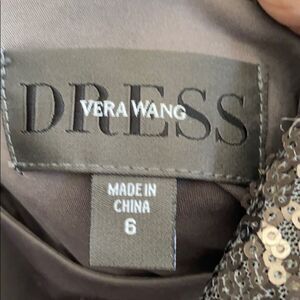 DRESS
VERA WANG
MADE IN
CHINA
6